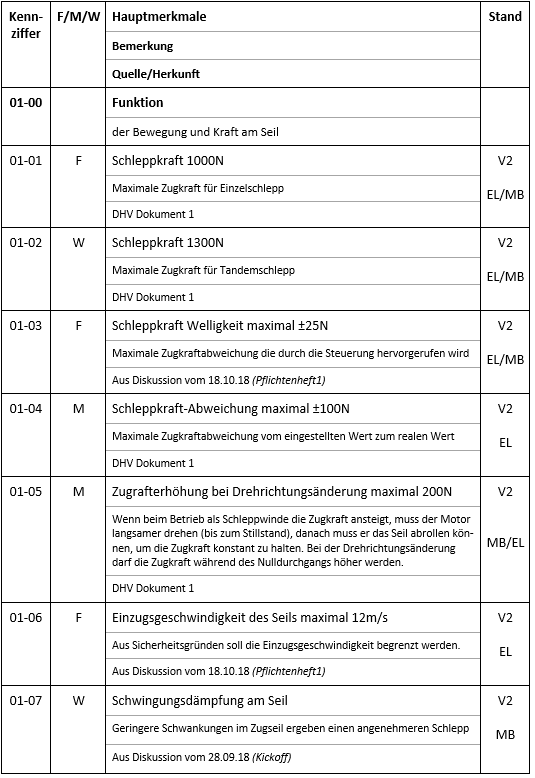 Kenn-
ziffer
F/M/W
Hauptmerkmale
Stand
Bemerkung
Quelle/Herkunft
01-00
Funktion
der Bewegung und Kraft am Seil
01-01
F
Schleppkraft 1000N
V2
Maximale Zugkraft für Einzelschlepp
EL/MB
DHV Dokument 1
01-02
W
Schleppkraft 1300N
V2
Maximale Zugkraft für Tandemschlepp
EL/MB
DHV Dokument 1
01-03
F
Schleppkraft Welligkeit maximal ±25N
V2
Maximale Zugkraftabweichung die durch die Steuerung hervorgerufen wird
EL/MB
Aus Diskussion vom 18.10.18 (Pflichtenheft1)
01-04
M
Schleppkraft-Abweichung maximal ±100N
V2
Maximale Zugkraftabweichung vom eingestellten Wert zum realen Wert
EL
DHV Dokument 1
01-05
M
Zugrafterhöhung bei Drehrichtungsänderung maximal 200N
V2
Wenn beim Betrieb als Schleppwinde die Zugkraft ansteigt, muss der Motor
langsamer drehen (bis zum Stillstand), danach muss er das Seil abrollen kön-
nen, um die Zugkraft konstant zu halten. Bei der Drehrichtungsänderung
darf die Zugkraft während des Nulldurchgangs höher werden.
MB/EL
DHV Dokument 1
01-06
F
Einzugsgeschwindigkeit des Seils maximal 12m/s
V2
Aus Sicherheitsgründen soll die Einzugsgeschwindigkeit begrenzt werden.
EL
Aus Diskussion vom 18.10.18 (Pflichtenheft1)
01-07
W
Schwingungsdämpfung am Seil
V2
Geringere Schwankungen im Zugseil ergeben einen angenehmeren Schlepp
MB
Aus Diskussion vom 28.09.18 (Kickoff)